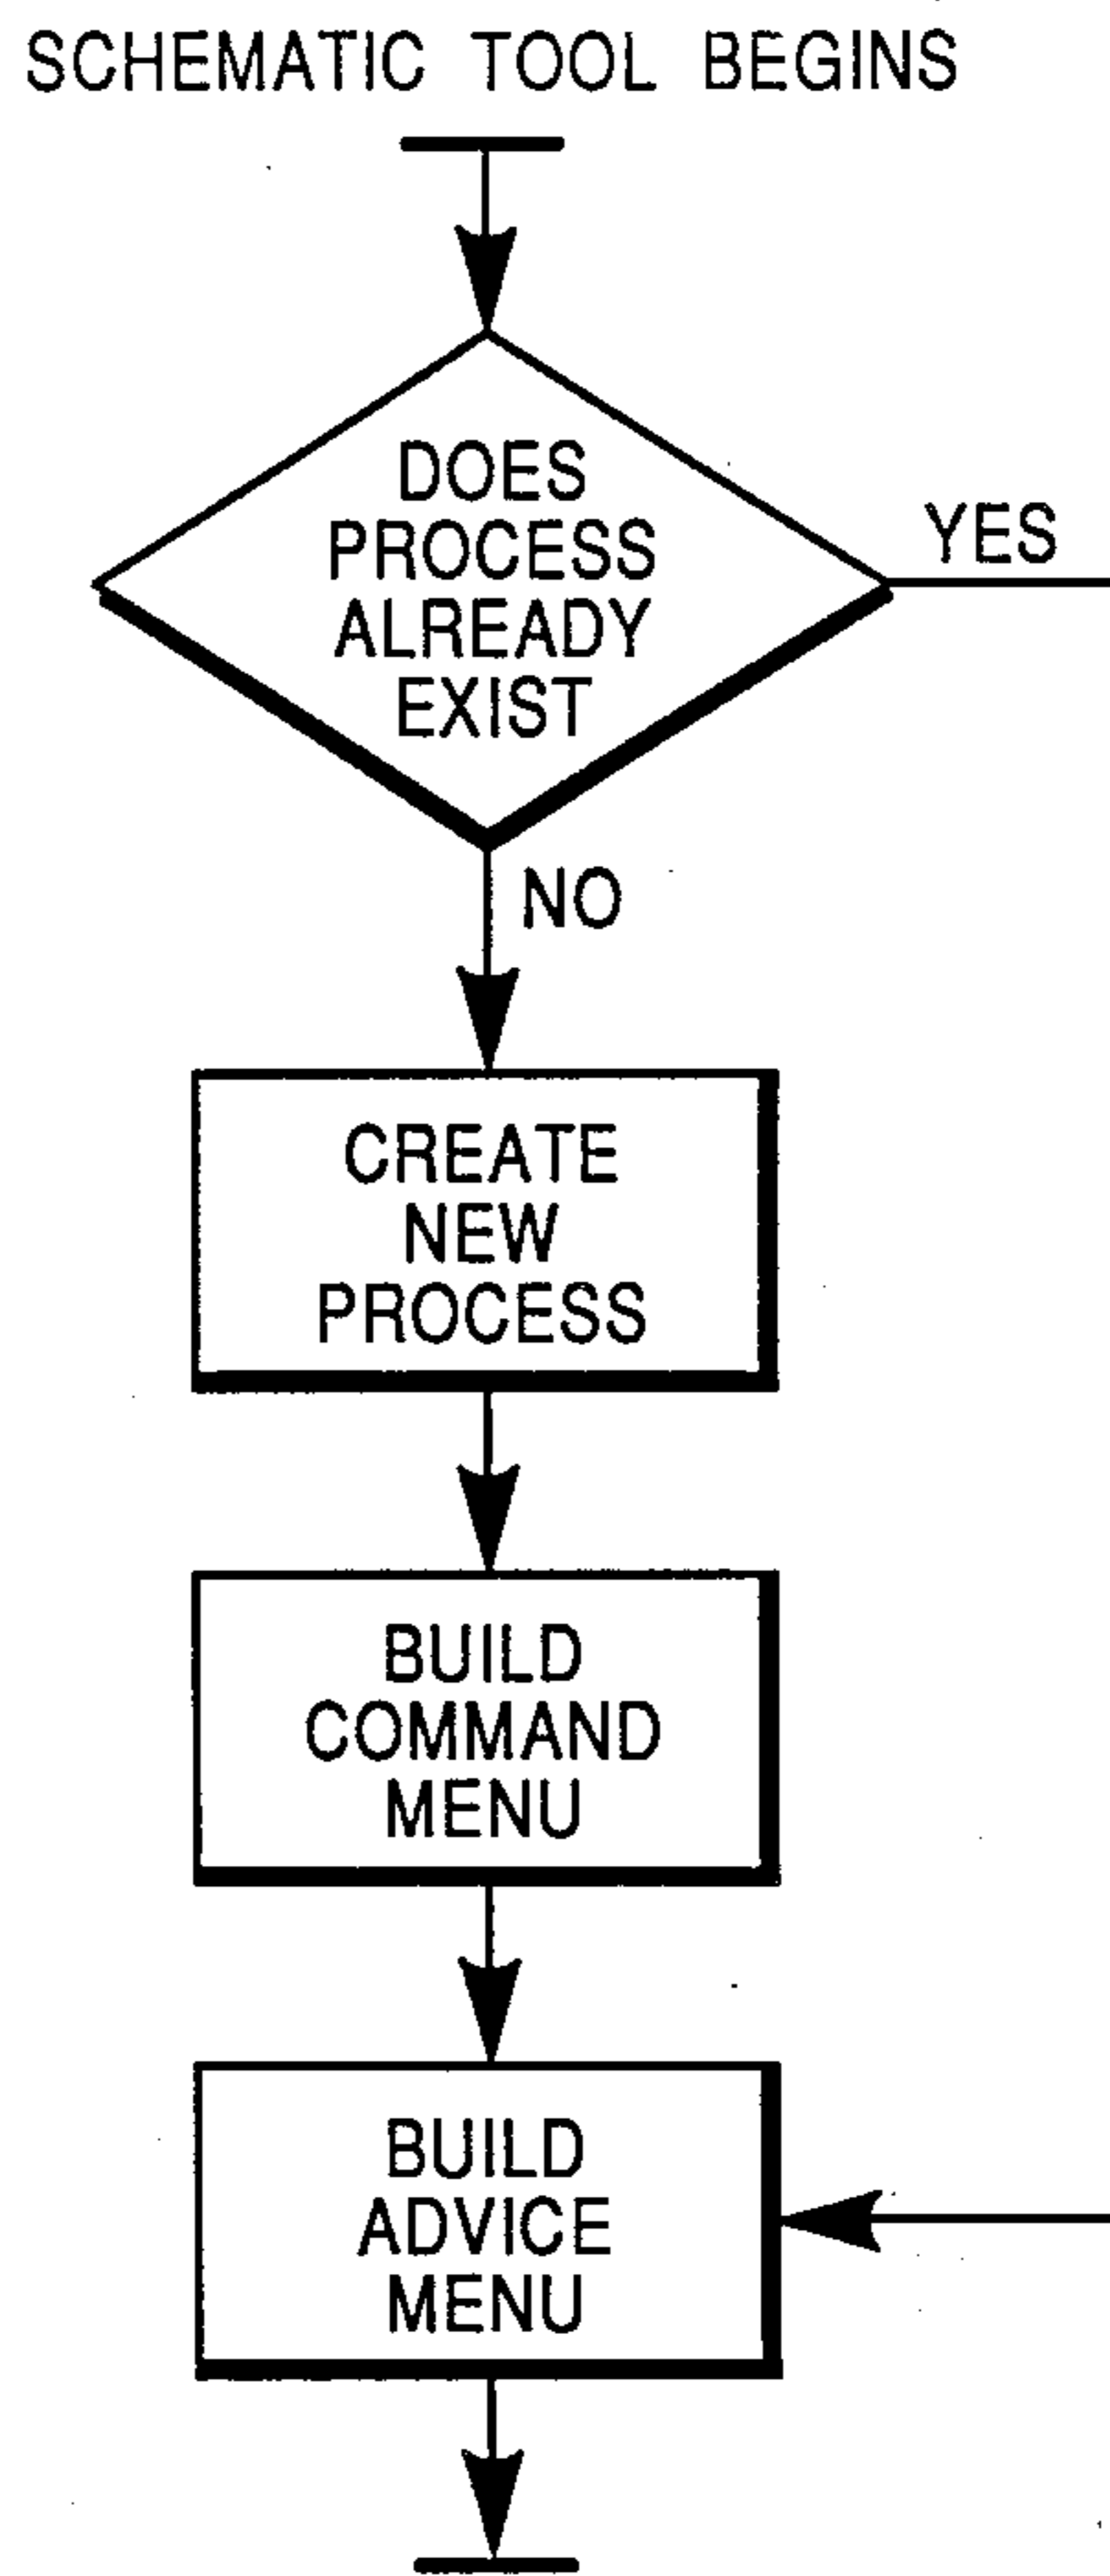 SCHEMATIC TOOL BEGINS
DOES
PROCESS
ALREADY
EXIST
YES
NO
CREATE
NEW
PROCESS
BUILD
COMMAND
MENU
BUILD
ADVICE
MENU